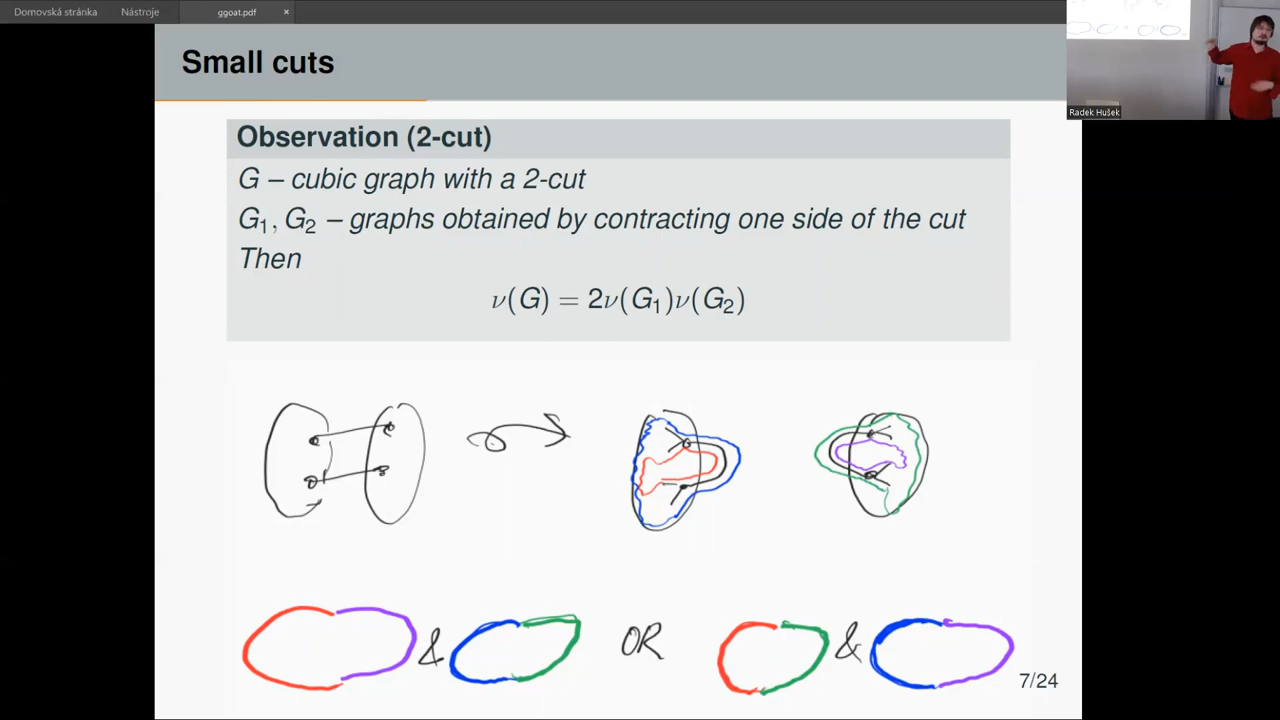 Domovská stránka
Nástroje
ggoat.pdf
×
Small cuts
Radek Hušek
Observation (2-cut)
G – cubic graph with a 2-cut
G₁, G₂ – graphs obtained by contracting one side of the cut
Then
ν(G) = 2ν(G₁)ν(G₂)
& OR &
7/24